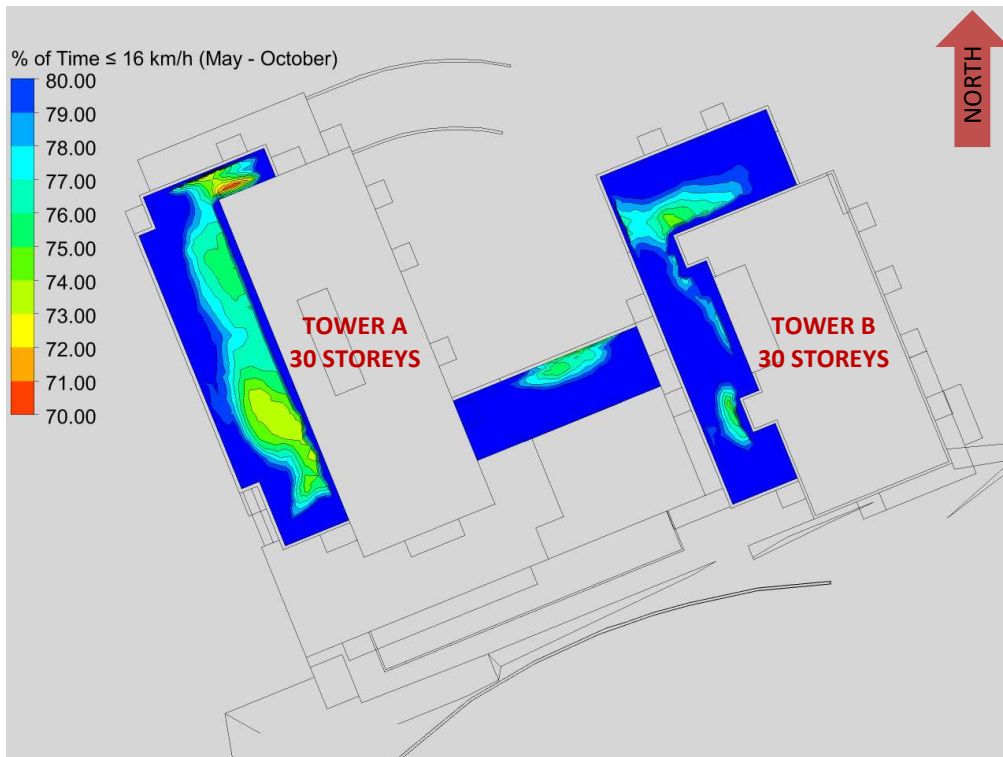 % of Time ≤ 16 km/h (May - October)
80.00
79.00
78.00
77.00
76.00
75.00
74.00
73.00
72.00
71.00
70.00
NORTH
TOWER A
30 STOREYS
TOWER B
30 STOREYS